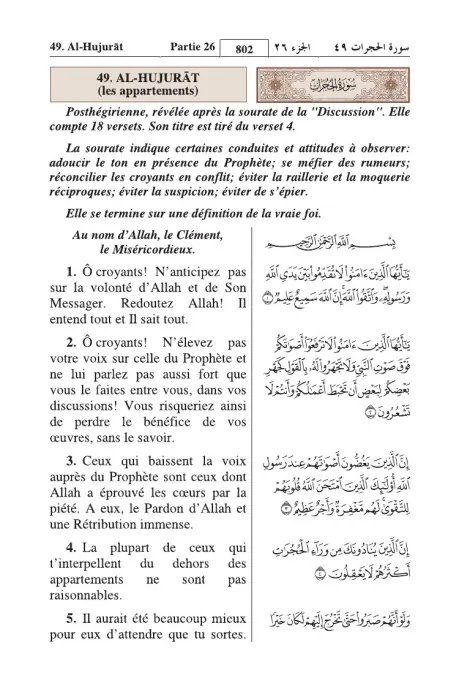 49. Al-Hujurāt Partie 26 802 الجزء ٢٦ سورة الحجرات ٤٩
49. AL-HUJURĀT
(les appartements)
سُورَةُ الحُجُرَاتِ
Posthégirienne, révélée après la sourate de la "Discussion". Elle
compte 18 versets. Son titre est tiré du verset 4.
La sourate indique certaines conduites et attitudes à observer:
adoucir le ton en présence du Prophète; se méfier des rumeurs;
réconcilier les croyants en conflit; éviter la raillerie et la moquerie
réciproques; éviter la suspicion; éviter de s’épier.
Elle se termine sur une définition de la vraie foi.
Au nom d’Allah, le Clément,
le Miséricordieux.
1. Ô croyants! N’anticipez pas
sur la volonté d’Allah et de Son
Messager. Redoutez Allah! Il
entend tout et Il sait tout.
2. Ô croyants! N’élevez pas
votre voix sur celle du Prophète et
ne lui parlez pas aussi fort que
vous le faites entre vous, dans vos
discussions! Vous risqueriez ainsi
de perdre le bénéfice de vos
œuvres, sans le savoir.
3. Ceux qui baissent la voix
auprès du Prophète sont ceux dont
Allah a éprouvé les cœurs par la
piété. A eux, le Pardon d’Allah et
une Rétribution immense.
4. La plupart de ceux qui
t’interpellent du dehors des
appartements ne sont pas
raisonnables.
5. Il aurait été beaucoup mieux
pour eux d’attendre que tu sortes.
بِسْمِ اللَّهِ الرَّحْمَٰنِ الرَّحِيمِ
يَٰٓأَيُّهَا ٱلَّذِينَ ءَامَنُوا۟ لَا تُقَدِّمُوا۟ بَيْنَ يَدَىِ ٱللَّهِ
وَرَسُولِهِۦ ۖ وَٱتَّقُوا۟ ٱللَّهَ ۚ إِنَّ ٱللَّهَ سَمِيعٌ عَلِيمٌ ١
يَٰٓأَيُّهَا ٱلَّذِينَ ءَامَنُوا۟ لَا تَرْفَعُوٓا۟ أَصْوَٰتَكُمْ
فَوْقَ صَوْتِ ٱلنَّبِىِّ وَلَا تَجْهَرُوا۟ لَهُۥ بِٱلْقَوْلِ كَجَهْرِ
بَعْضِكُمْ لِبَعْضٍ أَن تَحْبَطَ أَعْمَٰلُكُمْ وَأَنتُمْ لَا
تَشْعُرُونَ ٢
إِنَّ ٱلَّذِينَ يَغُضُّونَ أَصْوَٰتَهُمْ عِندَ رَسُولِ
ٱللَّهِ أُو۟لَٰٓئِكَ ٱلَّذِينَ ٱمْتَحَنَ ٱللَّهُ قُلُوبَهُمْ
لِلتَّقْوَىٰ ۚ لَهُم مَّغْفِرَةٌ وَأَجْرٌ عَظِيمٌ ٣
إِنَّ ٱلَّذِينَ يُنَادُونَكَ مِن وَرَآءِ ٱلْحُجُرَٰتِ
أَكْثَرُهُمْ لَا يَعْقِلُونَ ٤
وَلَوْ أَنَّهُمْ صَبَرُوا۟ حَتَّىٰ تَخْرُجَ إِلَيْهِمْ لَكَانَ خَيْرًا